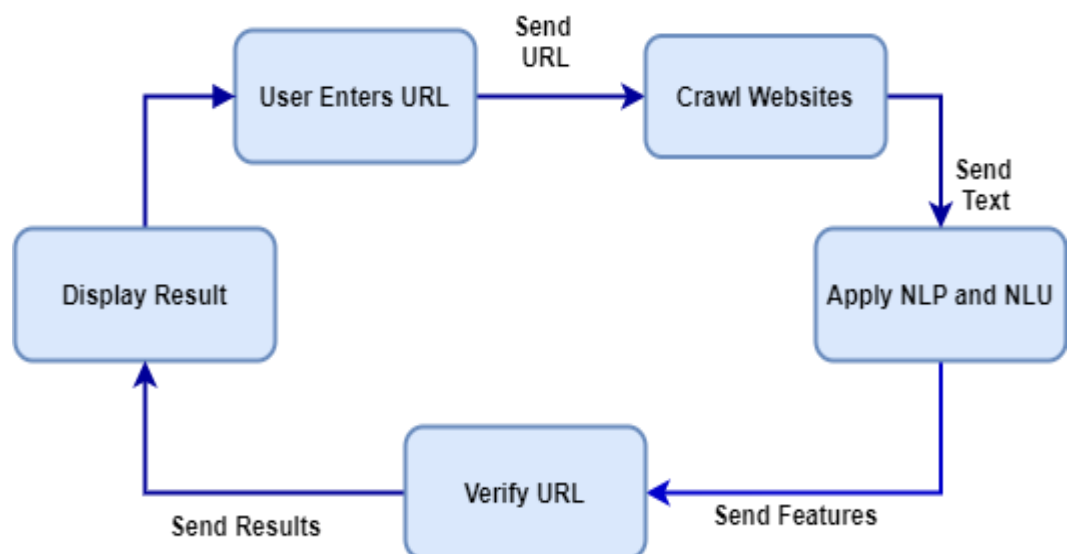 Send
URL
User Enters URL
Crawl Websites
Send
Text
Display Result
Apply NLP and NLU
Verify URL
Send Features
Send Results